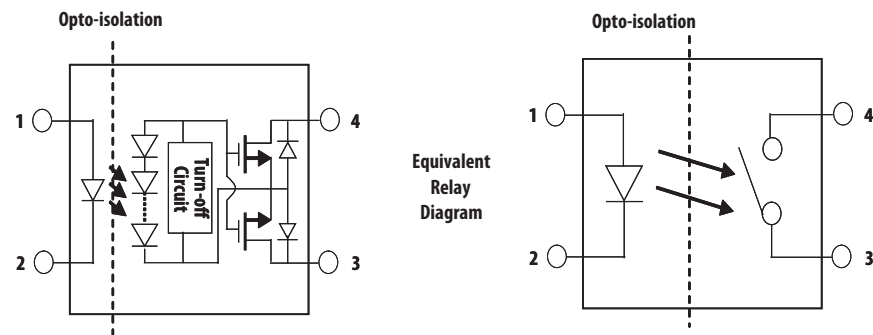 Opto-isolation
1
2
Turn-off
Circuit
4
3
Equivalent
Relay
Diagram
Opto-isolation
1
2
4
3